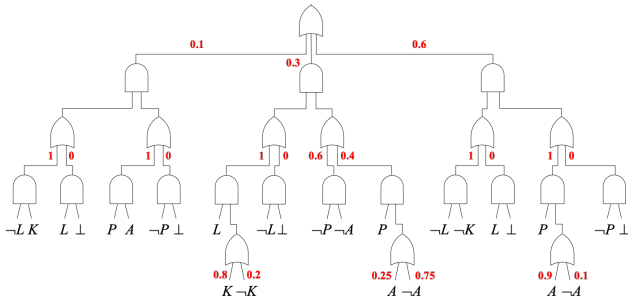 0.1 0.3 0.6
1 0 1 0 1 0 0.6 0.4 1 0 1 0
¬L K L ⊥ P A ¬P ⊥ L ¬L⊥ ¬P¬A P ¬L ¬K L ⊥ P ¬P ⊥
0.8 0.2 0.25 0.75 0.9 0.1
K ¬K A ¬A A ¬A